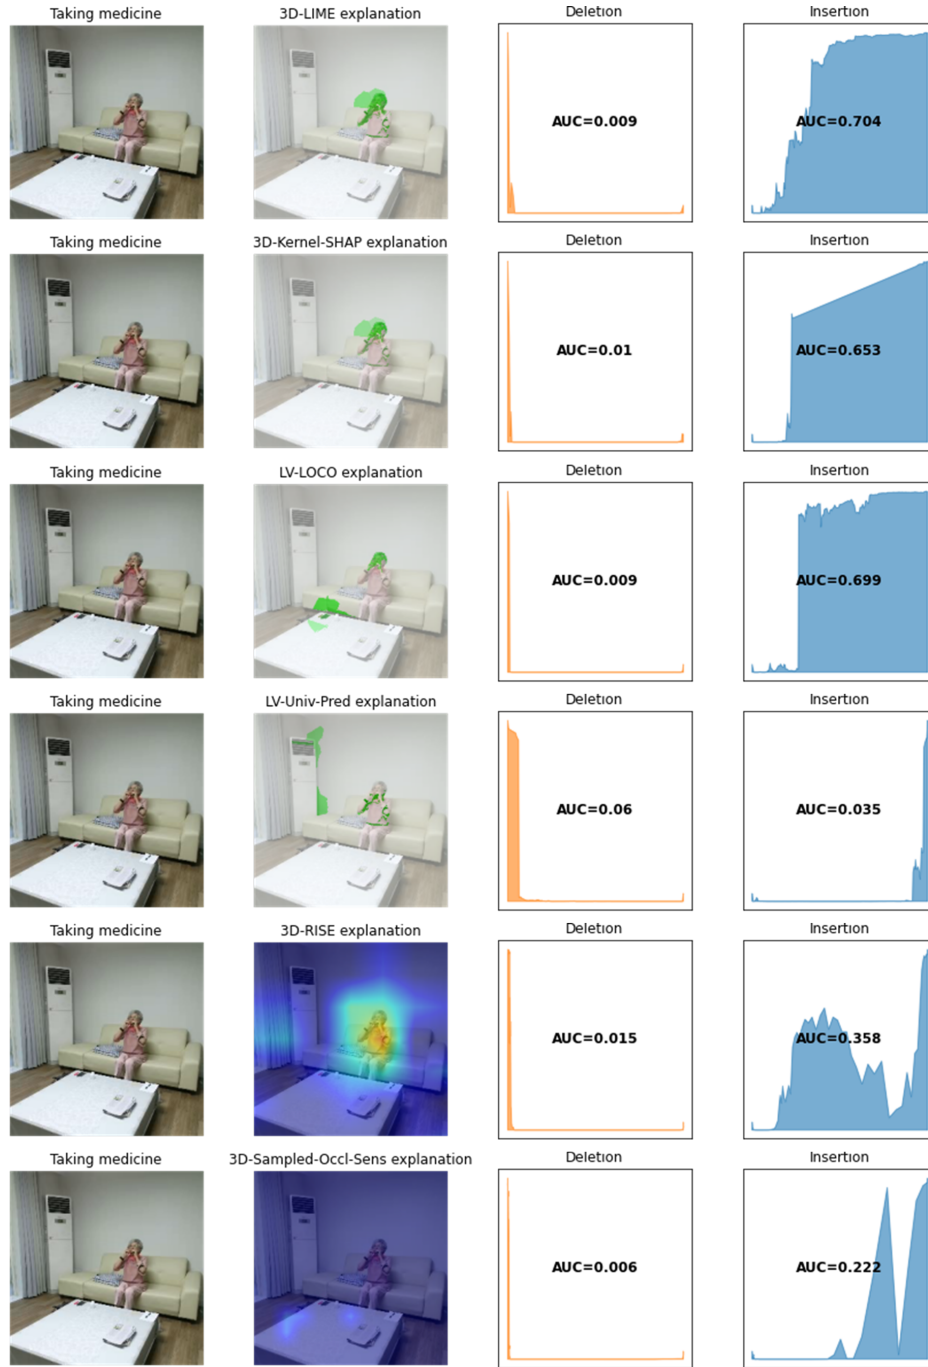 Taking medicine
3D-LIME explanation
Deletion
Insertion
AUC=0.009
AUC=0.704
Taking medicine
3D-Kernel-SHAP explanation
Deletion
Insertion
AUC=0.01
AUC=0.653
Taking medicine
LV-LOCO explanation
Deletion
Insertion
AUC=0.009
AUC=0.699
Taking medicine
LV-Univ-Pred explanation
Deletion
Insertion
AUC=0.06
AUC=0.035
Taking medicine
3D-RISE explanation
Deletion
Insertion
AUC=0.015
AUC=0.358
Taking medicine
3D-Sampled-Occl-Sens explanation
Deletion
Insertion
AUC=0.006
AUC=0.222